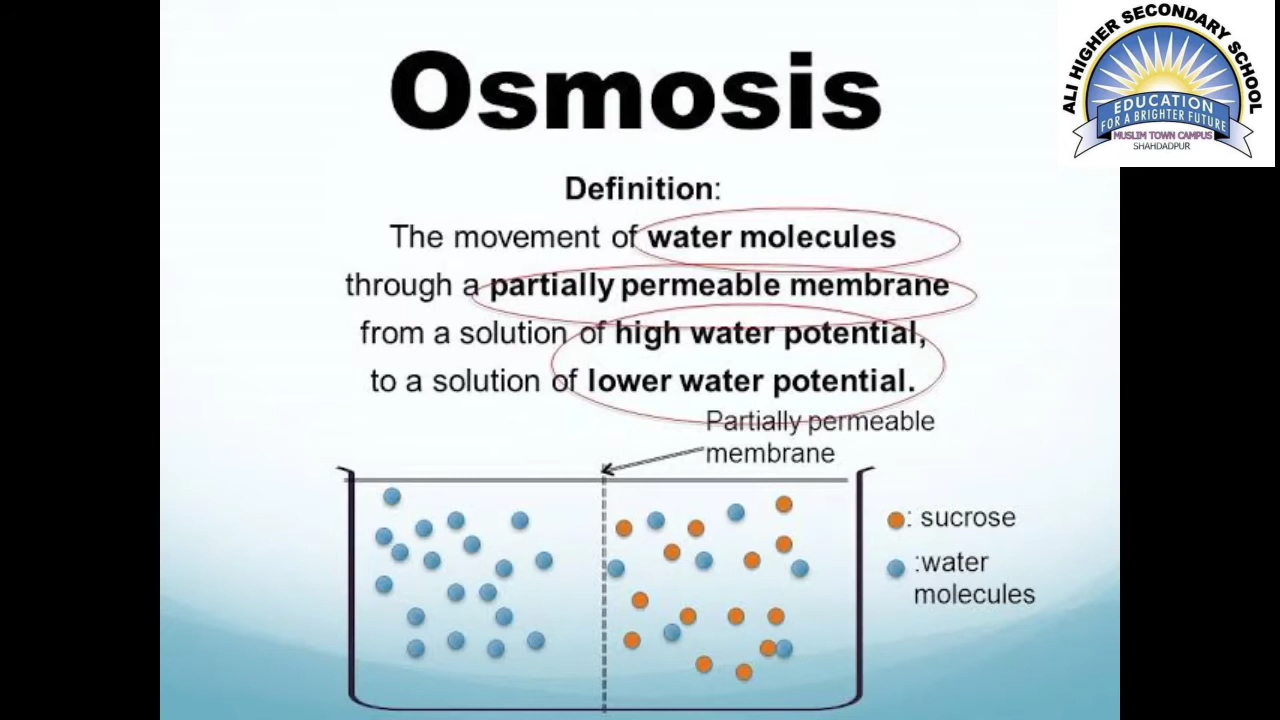 Osmosis
ALI HIGHER SECONDARY SCHOOL
EDUCATION
FOR A BRIGHTER FUTURE
MUSLIM TOWN CAMPUS
SHAHDADPUR
Definition:
The movement of water molecules
through a partially permeable membrane
from a solution of high water potential,
to a solution of lower water potential.
Partially permeable
membrane
: sucrose
:water
molecules